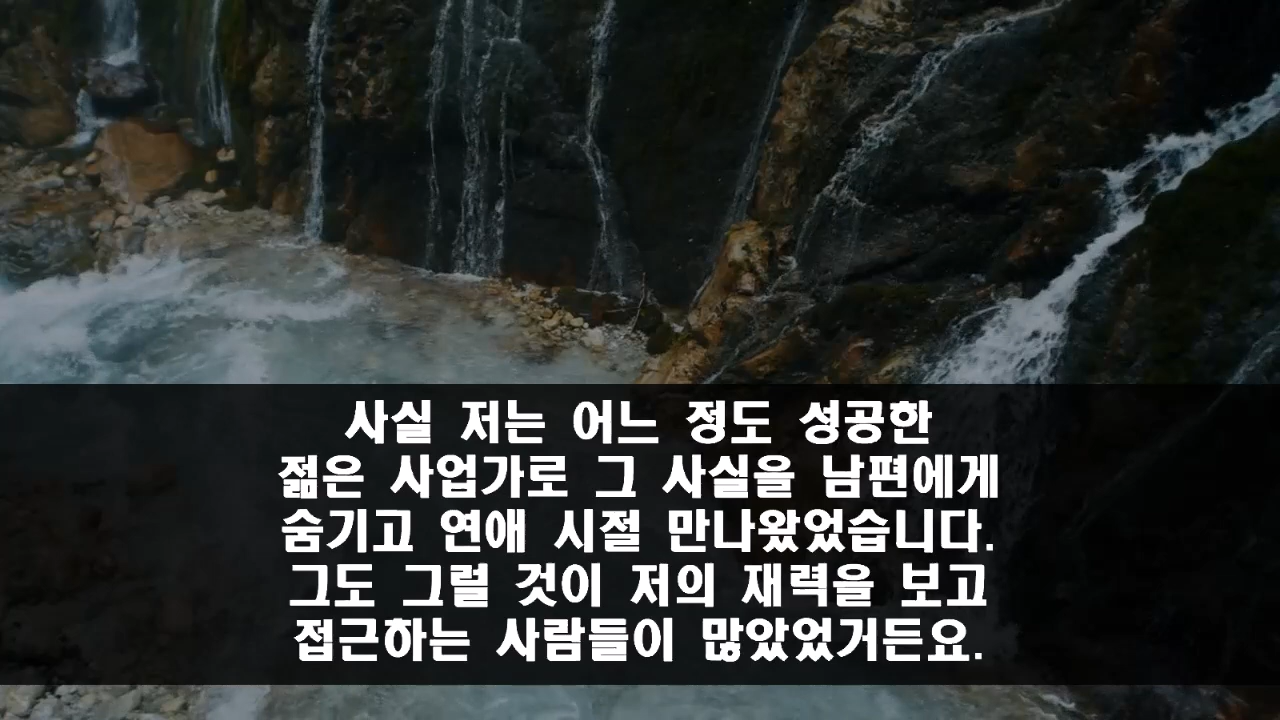 사실 저는 어느 정도 성공한
젊은 사업가로 그 사실을 남편에게
숨기고 연애 시절 만나왔었습니다.
그도 그럴 것이 저의 재력을 보고
접근하는 사람들이 많았었거든요.